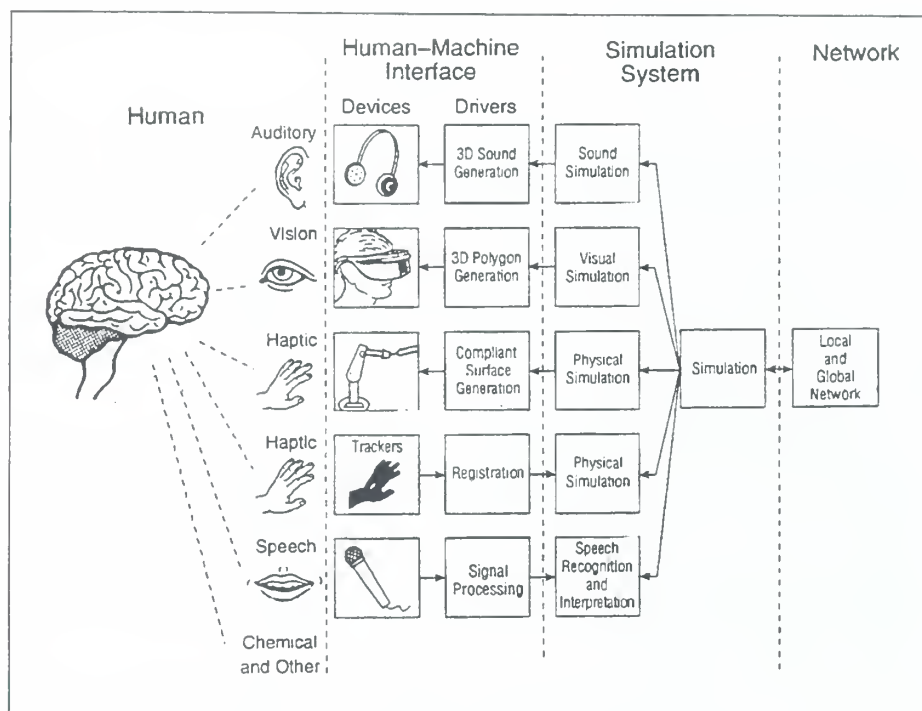 Human–Machine
Interface
Simulation
System
Network
Human
Devices
Drivers
Auditory
3D Sound
Generation
Sound
Simulation
Vision
3D Polygon
Generation
Visual
Simulation
Haptic
Compliant
Surface
Generation
Physical
Simulation
Simulation
Local
and
Global
Network
Haptic
Trackers
Registration
Physical
Simulation
Speech
Signal
Processing
Speech
Recognition
and
Interpretation
Chemical
and Other